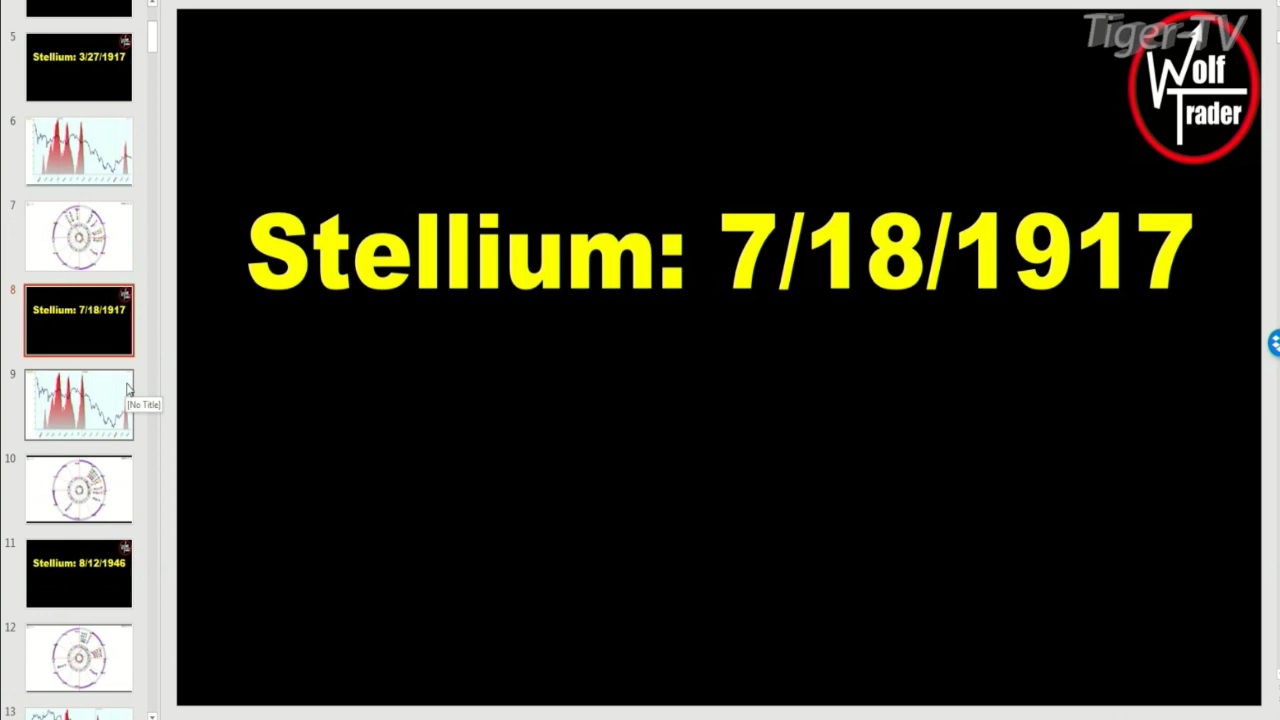 5
Stellium: 3/27/1917
6
7
8
Stellium: 7/18/1917
9
[No Title]
10
11
Stellium: 8/12/1946
12
13
Tiger-TV
Wolf
Trader
Stellium: 7/18/1917